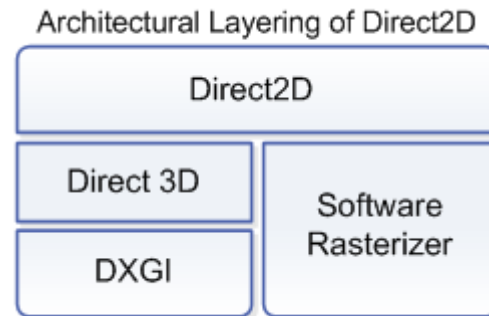 Architectural Layering of Direct2D
Direct2D
Direct 3D
DXGI
Software
Rasterizer